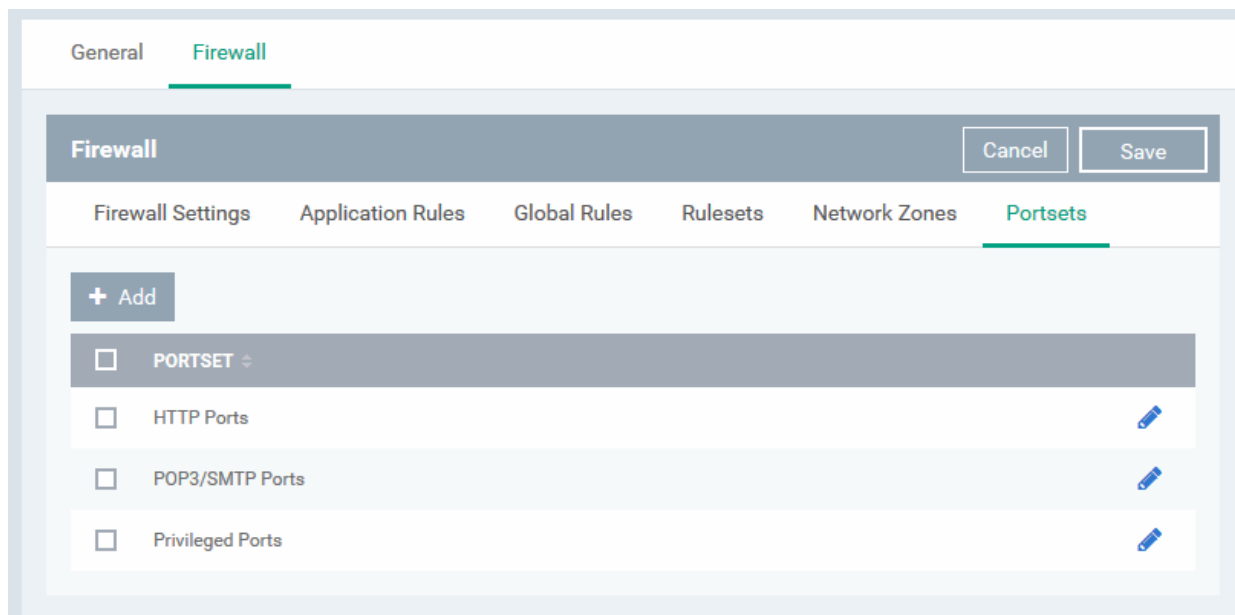 General Firewall
Firewall Cancel Save
Firewall Settings Application Rules Global Rules Rulesets Network Zones Portsets
+ Add
PORTSET
HTTP Ports
POP3/SMTP Ports
Privileged Ports